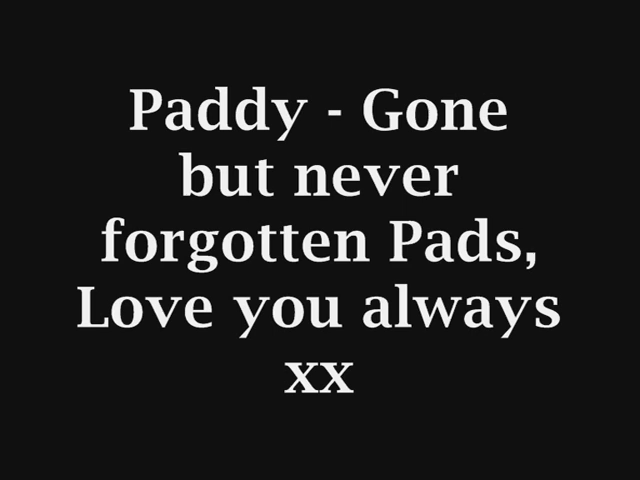 Paddy - Gone
but never
forgotten Pads,
Love you always
xx